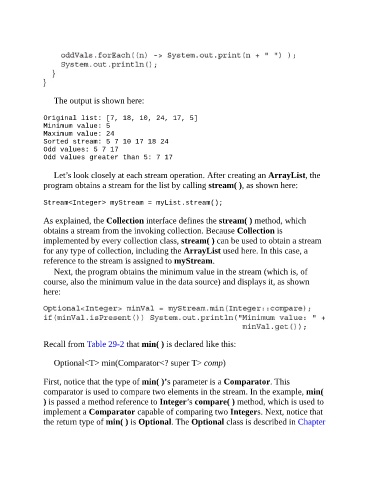 oddVals.forEach((n) -> System.out.print(n + " ") );
System.out.println();
}
}
The output is shown here:
Original list: [7, 18, 10, 24, 17, 5]
Minimum value: 5
Maximum value: 24
Sorted stream: 5 7 10 17 18 24
Odd values: 5 7 17
Odd values greater than 5: 7 17
Let’s look closely at each stream operation. After creating an ArrayList, the
program obtains a stream for the list by calling stream( ), as shown here:
Stream<Integer> myStream = myList.stream();
As explained, the Collection interface defines the stream( ) method, which
obtains a stream from the invoking collection. Because Collection is
implemented by every collection class, stream( ) can be used to obtain a stream
for any type of collection, including the ArrayList used here. In this case, a
reference to the stream is assigned to myStream.
Next, the program obtains the minimum value in the stream (which is, of
course, also the minimum value in the data source) and displays it, as shown
here:
Optional<Integer> minVal = myStream.min(Integer::compare);
if(minVal.isPresent()) System.out.println("Minimum value: " +
minVal.get());
Recall from Table 29-2 that min( ) is declared like this:
Optional<T> min(Comparator<? super T> comp)
First, notice that the type of min( )’s parameter is a Comparator. This
comparator is used to compare two elements in the stream. In the example, min(
) is passed a method reference to Integer’s compare( ) method, which is used to
implement a Comparator capable of comparing two Integers. Next, notice that
the return type of min( ) is Optional. The Optional class is described in Chapter